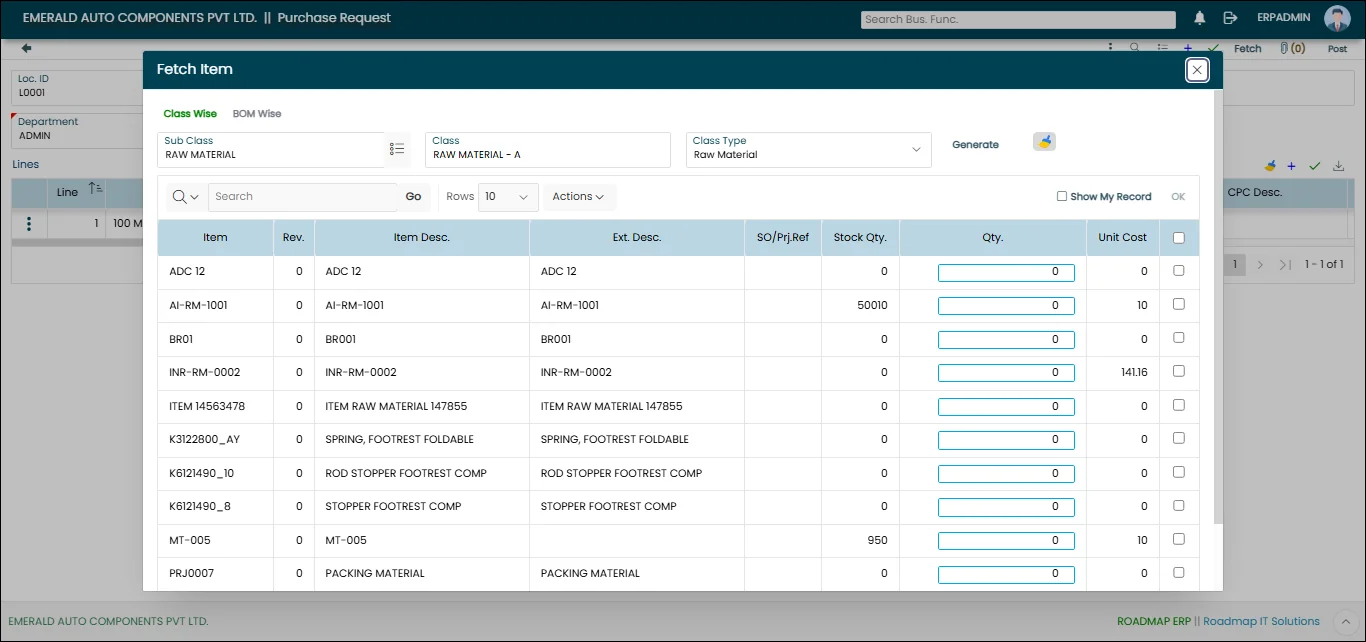 EMERALD AUTO COMPONENTS PVT LTD. || Purchase Request
Search Bus. Func.
ERPADMIN
Fetch (0) Post
Loc. ID
L0001
Department
ADMIN
Lines
Line
1 100 M
CPC Desc.
1 1 - 1 of 1
Fetch Item
Class Wise BOM Wise
Sub Class
RAW MATERIAL
Class
RAW MATERIAL - A
Class Type
Raw Material
Generate
Search Go Rows 10 Actions Show My Record OK
Item Rev. Item Desc. Ext. Desc. SO/Prj.Ref Stock Qty. Qty. Unit Cost
ADC 12 0 ADC 12 ADC 12 0 0 0
AI-RM-1001 0 AI-RM-1001 AI-RM-1001 50010 0 10
BR01 0 BR001 BR001 0 0 0
INR-RM-0002 0 INR-RM-0002 INR-RM-0002 0 0 141.16
ITEM 14563478 0 ITEM RAW MATERIAL 147855 ITEM RAW MATERIAL 147855 0 0 0
K3122800_AY 0 SPRING, FOOTREST FOLDABLE SPRING, FOOTREST FOLDABLE 0 0 0
K6121490_10 0 ROD STOPPER FOOTREST COMP ROD STOPPER FOOTREST COMP 0 0 0
K6121490_8 0 STOPPER FOOTREST COMP STOPPER FOOTREST COMP 0 0 0
MT-005 0 MT-005 950 0 10
PRJ0007 0 PACKING MATERIAL PACKING MATERIAL 0 0 0
EMERALD AUTO COMPONENTS PVT LTD.
ROADMAP ERP || Roadmap IT Solutions